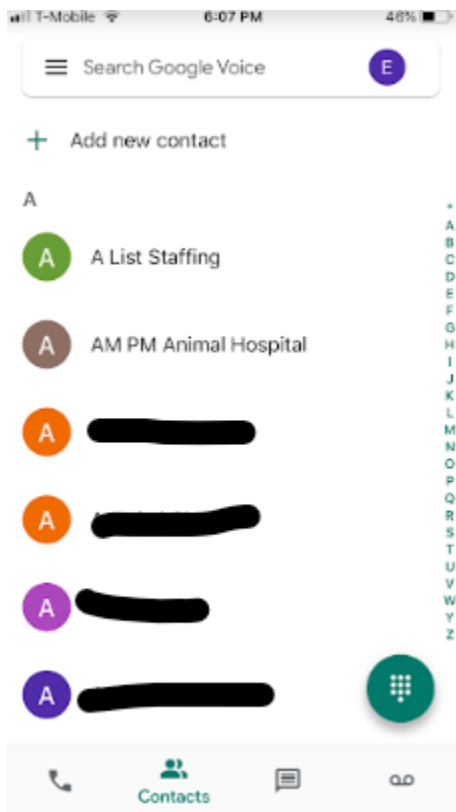 T-Mobile 6:07 PM 46%
Search Google Voice E
+ Add new contact
A
A A List Staffing
A AM PM Animal Hospital
A
A
A
A
*
A
B
C
D
E
F
G
H
I
J
K
L
M
N
O
P
Q
R
S
T
U
V
W
Y
Z
Contacts